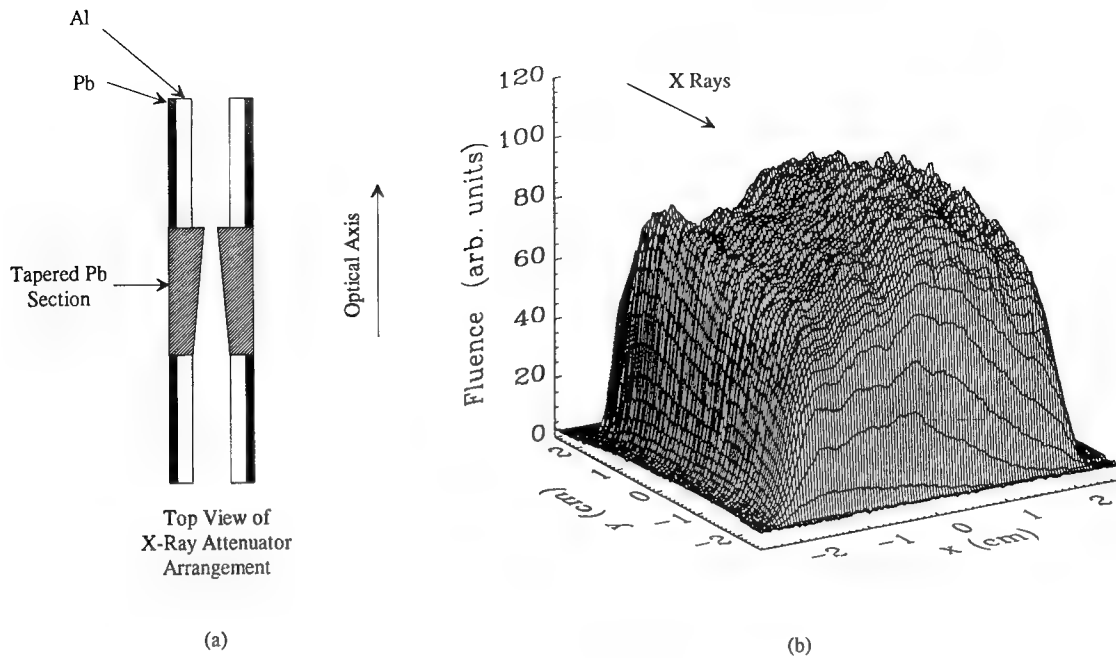 Al
Pb
Tapered Pb
Section
Optical Axis
Top View of
X-Ray Attenuator
Arrangement
(a)
X Rays
Fluence (arb. units)
120
100
80
60
40
20
0
2
1
0
-1
-2
y (cm)
-2
-1
0
1
2
x (cm)
(b)